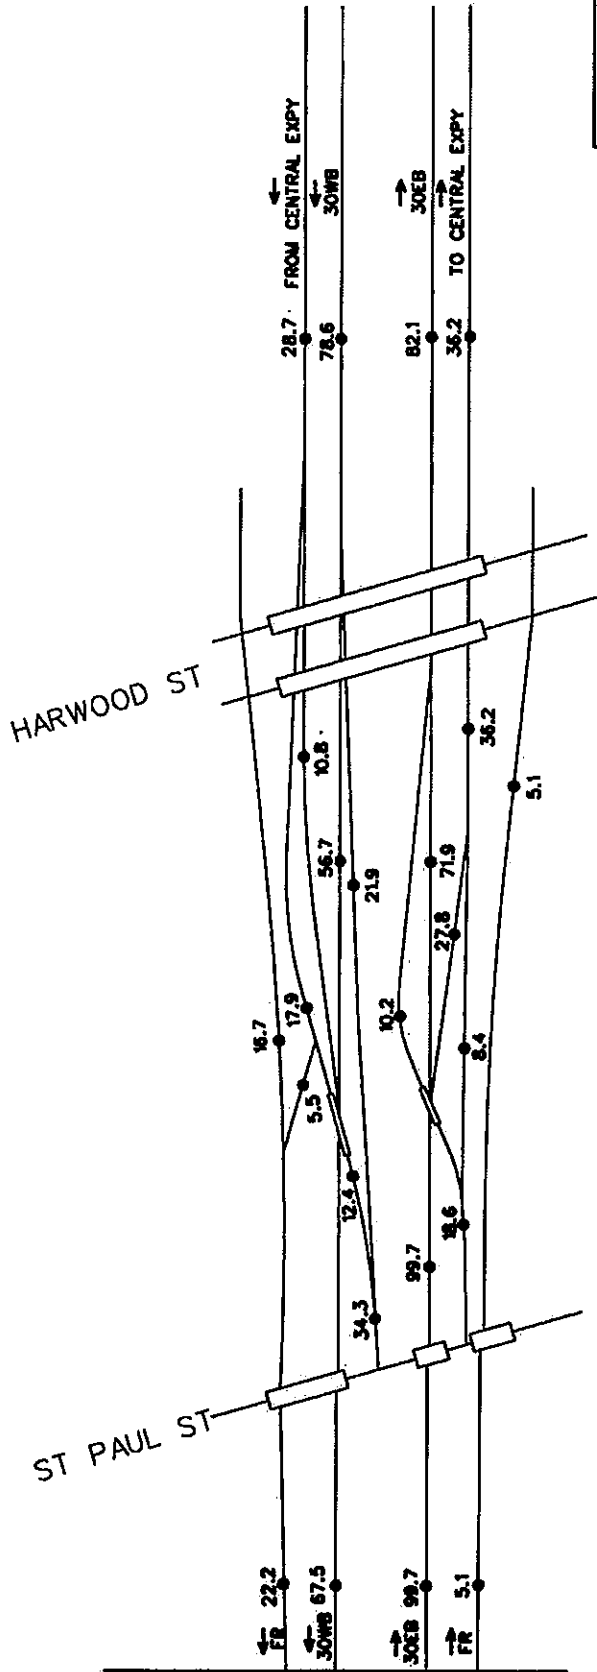 FROM CENTRAL EXPY
30WB
30EB
TO CENTRAL EXPY
28.7
78.6
82.1
36.2
HARWOOD ST
10.8
36.2
56.7
71.9
5.1
21.9
27.8
17.9
10.2
16.7
8.4
5.5
12.4
18.6
99.7
34.3
ST PAUL ST
22.2
FR
67.5
30WB
99.7
30EB
5.1
FR